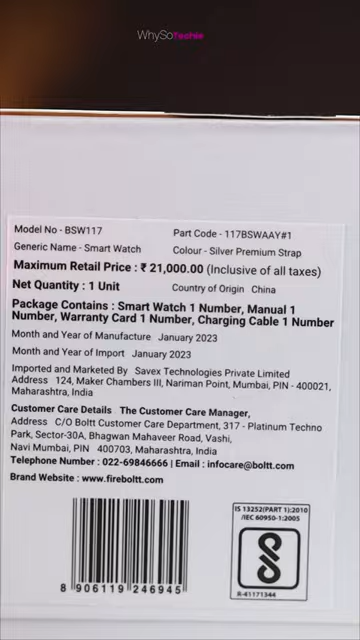 WhySoTechie
Model No - BSW117
Part Code - 117BSWAAY#1
Generic Name - Smart Watch
Colour - Silver Premium Strap
Maximum Retail Price : ₹ 21,000.00 (Inclusive of all taxes)
Net Quantity : 1 Unit
Country of Origin China
Package Contains : Smart Watch 1 Number, Manual 1
Number, Warranty Card 1 Number, Charging Cable 1 Number
Month and Year of Manufacture January 2023
Month and Year of Import January 2023
Imported and Marketed By Savex Technologies Private Limited
Address 124, Maker Chambers III, Nariman Point, Mumbai, PIN - 400021,
Maharashtra, India
Customer Care Details The Customer Care Manager,
Address C/O Boltt Customer Care Department, 317 - Platinum Techno
Park, Sector-30A, Bhagwan Mahaveer Road, Vashi,
Navi Mumbai, PIN 400703, Maharashtra, India
Telephone Number : 022-69846666 | Email : infocare@boltt.com
Brand Website : www.fireboltt.com
8 906119 246945
IS 13252(PART 1):2010
/IEC 60950-1:2005
R-41171344